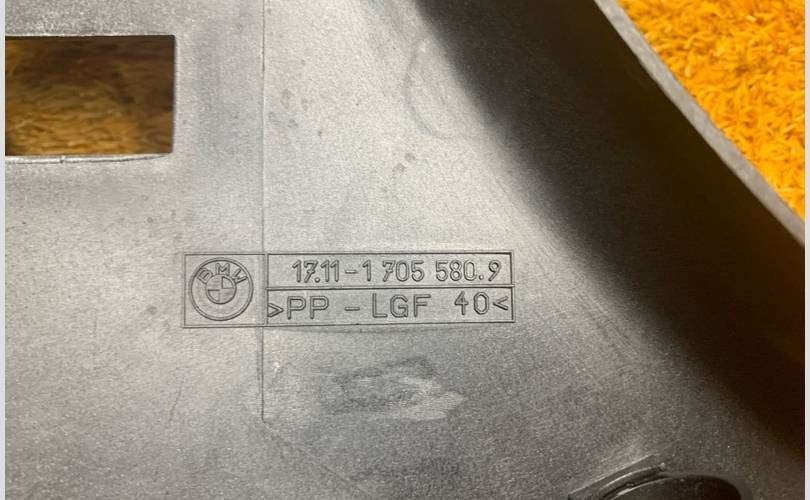 BMW
17.11-1 705 580.9
>PP - LGF 40<